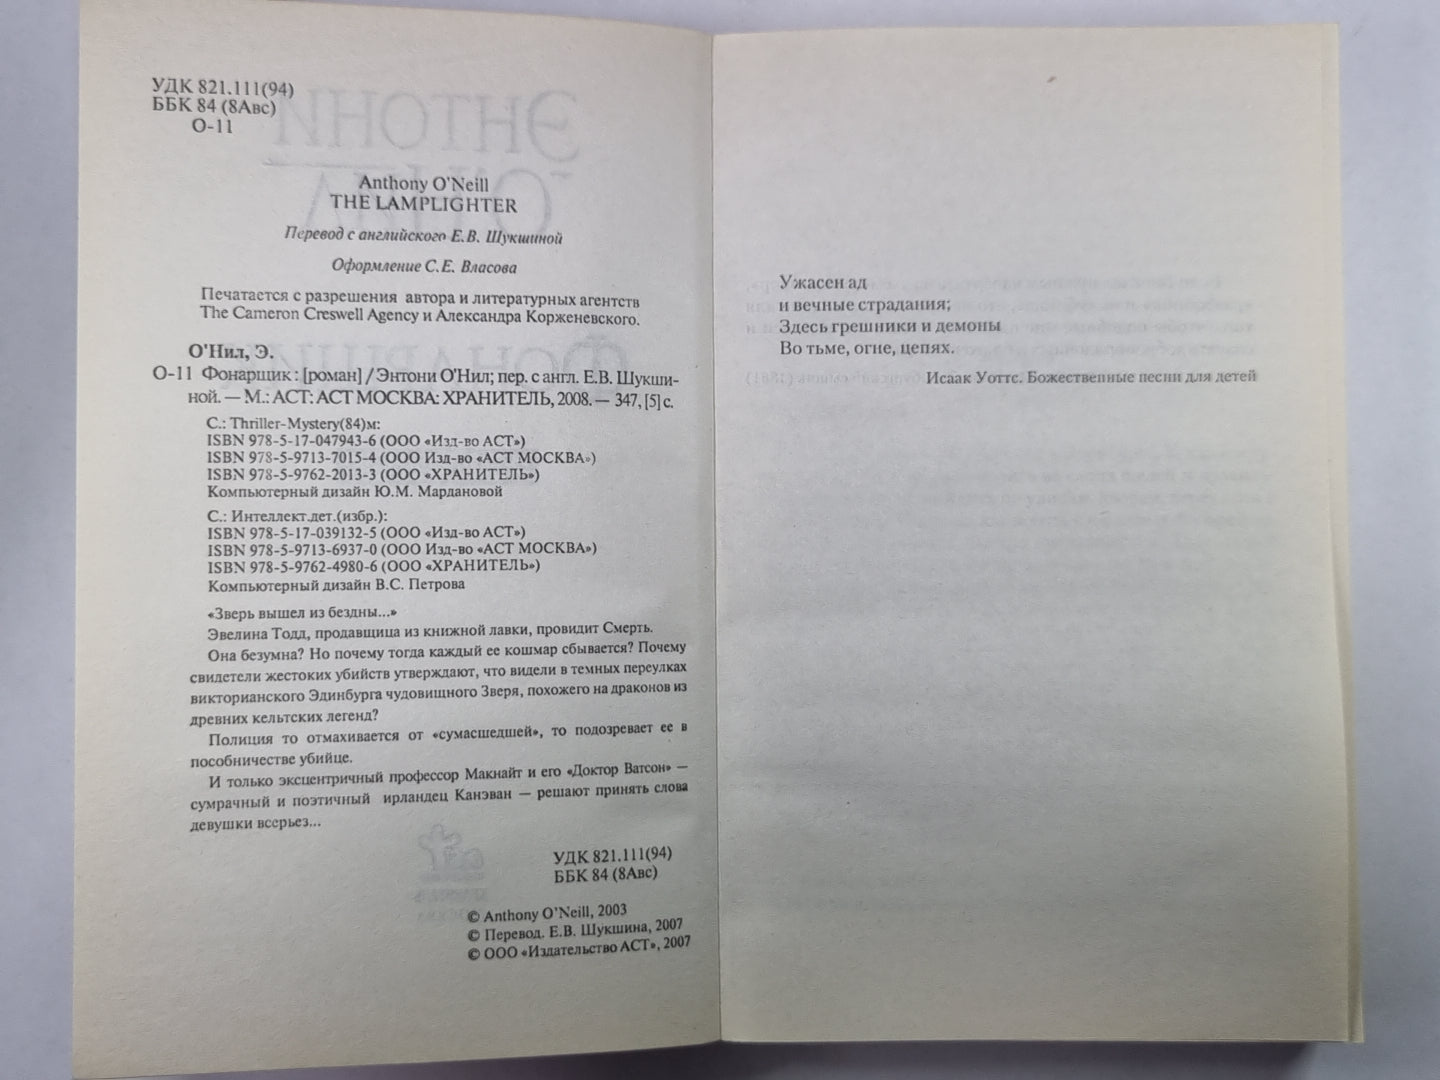 УДК 821.111(94)
ББК 84 (8Авс)
О-11
Anthony O'Neill
THE LAMPLIGHTER
Перевод с английского Е.В. Шукшиной
Оформление С.Е. Власова
Печатается с разрешения автора и литературных агентств
The Cameron Creswell Agency и Александра Корженевского.
О'Нил, Э.
О-11 Фонарщик : [роман] / Энтони О'Нил; пер. с англ. Е.В. Шукши-
ной. — М.: АСТ: АСТ МОСКВА: ХРАНИТЕЛЬ, 2008. — 347, [5] с.
С.: Thriller-Mystery(84)м:
ISBN 978-5-17-047943-6 (ООО «Изд-во АСТ»)
ISBN 978-5-9713-7015-4 (ООО Изд-во «АСТ МОСКВА»)
ISBN 978-5-9762-2013-3 (ООО «ХРАНИТЕЛЬ»)
Компьютерный дизайн Ю.М. Мардановой
С.: Интеллект.дет.(избр.):
ISBN 978-5-17-039132-5 (ООО «Изд-во АСТ»)
ISBN 978-5-9713-6937-0 (ООО Изд-во «АСТ МОСКВА»)
ISBN 978-5-9762-4980-6 (ООО «ХРАНИТЕЛЬ»)
Компьютерный дизайн В.С. Петрова
«Зверь вышел из бездны...»
Эвелина Тодд, продавщица из книжной лавки, провидит Смерть.
Она безумна? Но почему тогда каждый ее кошмар сбывается? Почему
свидетели жестоких убийств утверждают, что видели в темных переулках
викторианского Эдинбурга чудовищного Зверя, похожего на драконов из
древних кельтских легенд?
Полиция то отмахивается от «сумасшедшей», то подозревает ее в
пособничестве убийце.
И только эксцентричный профессор Макнайт и его «Доктор Ватсон» —
сумрачный и поэтичный ирландец Канэван — решают принять слова
девушки всерьез...
УДК 821.111(94)
ББК 84 (8Авс)
© Anthony O'Neill, 2003
© Перевод. Е.В. Шукшина, 2007
© ООО «Издательство АСТ», 2007
Ужасен ад
и вечные страдания;
Здесь грешники и демоны
Во тьме, огне, цепях.
Исаак Уоттс. Божественные песни для детей